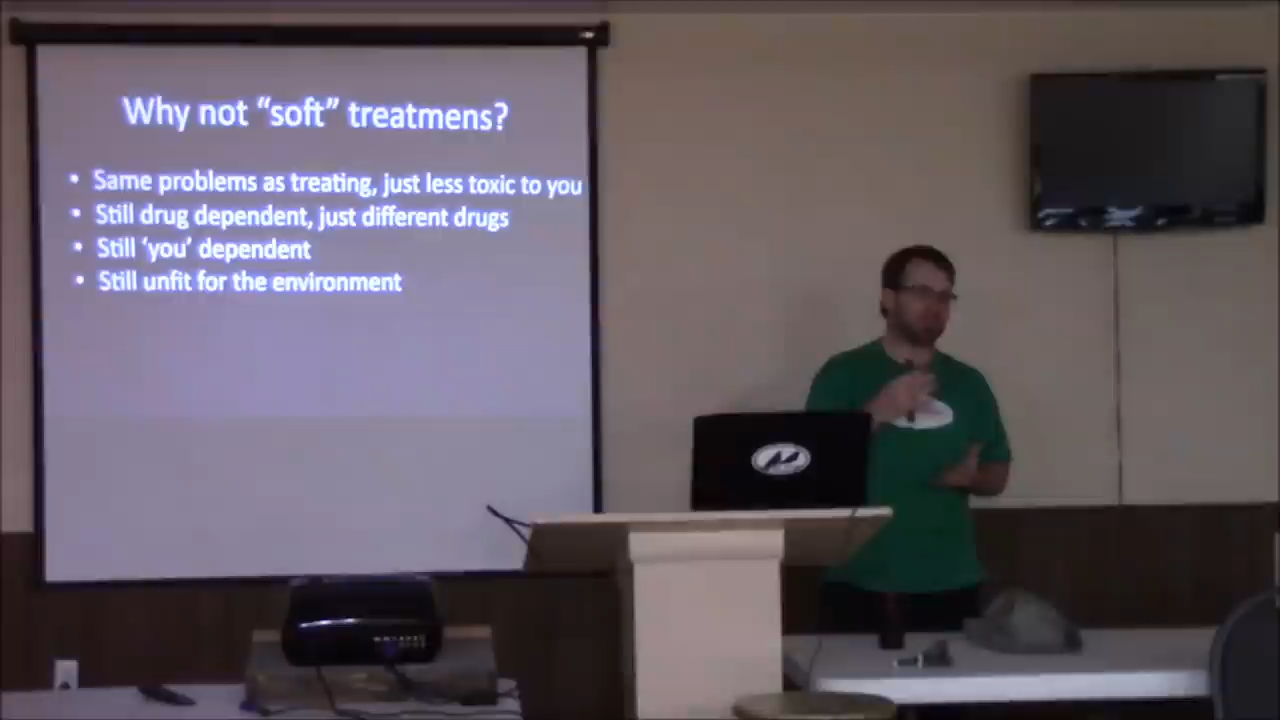 Why not “soft” treatmens?
• Same problems as treating, just less toxic to you
• Still drug dependent, just different drugs
• Still ‘you’ dependent
• Still unfit for the environment